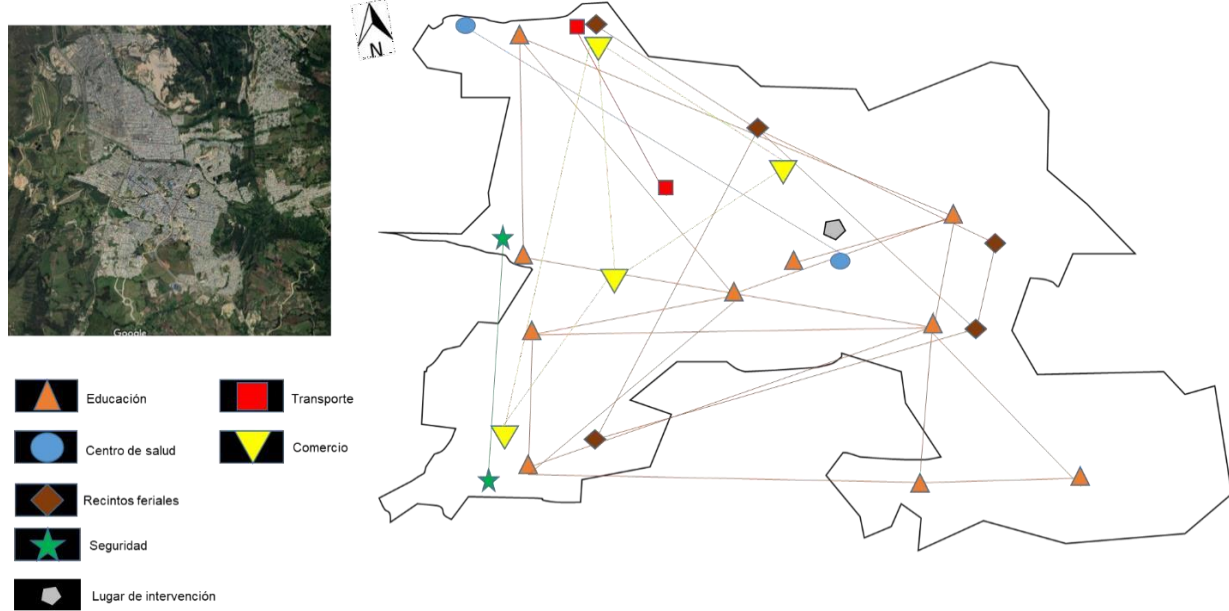 N
Google
Educación
Transporte
Centro de salud
Comercio
Recintos feriales
Seguridad
Lugar de intervención